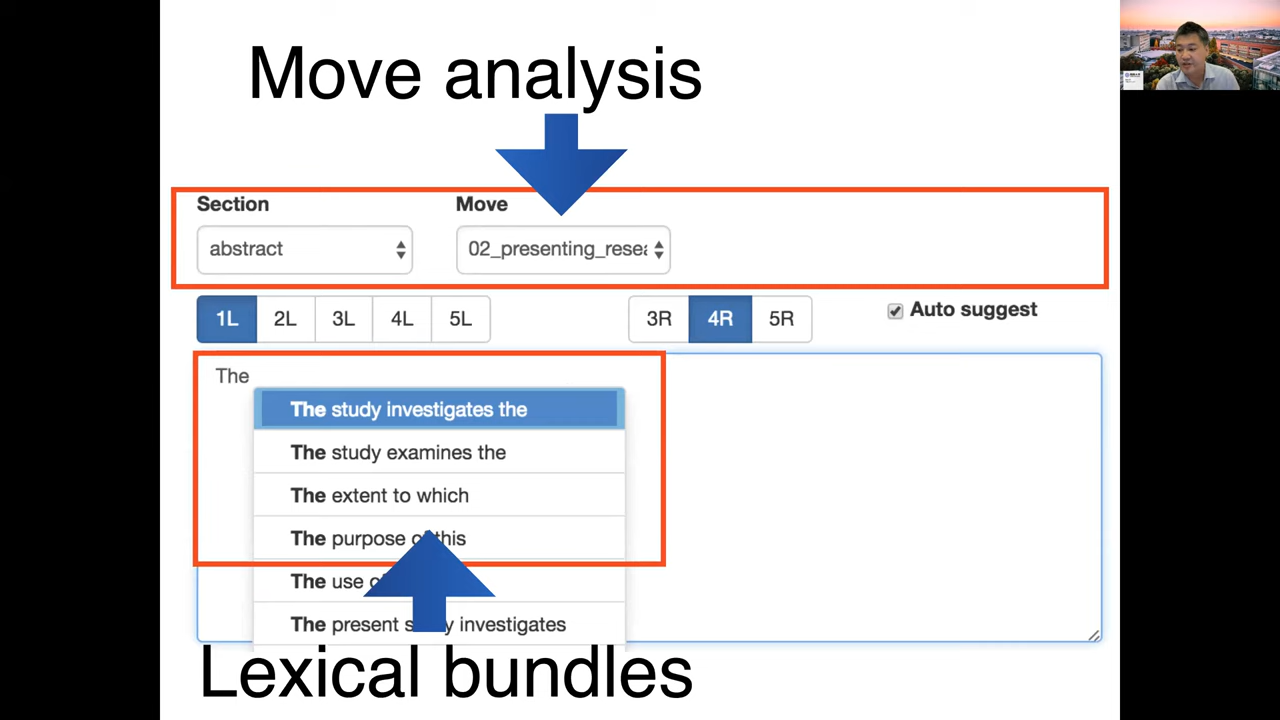 Move analysis
Section Move
abstract 02_presenting_resea
1L 2L 3L 4L 5L 3R 4R 5R Auto suggest
The
The study investigates the
The study examines the
The extent to which
The purpose of this
The use
The present study investigates
Lexical bundles